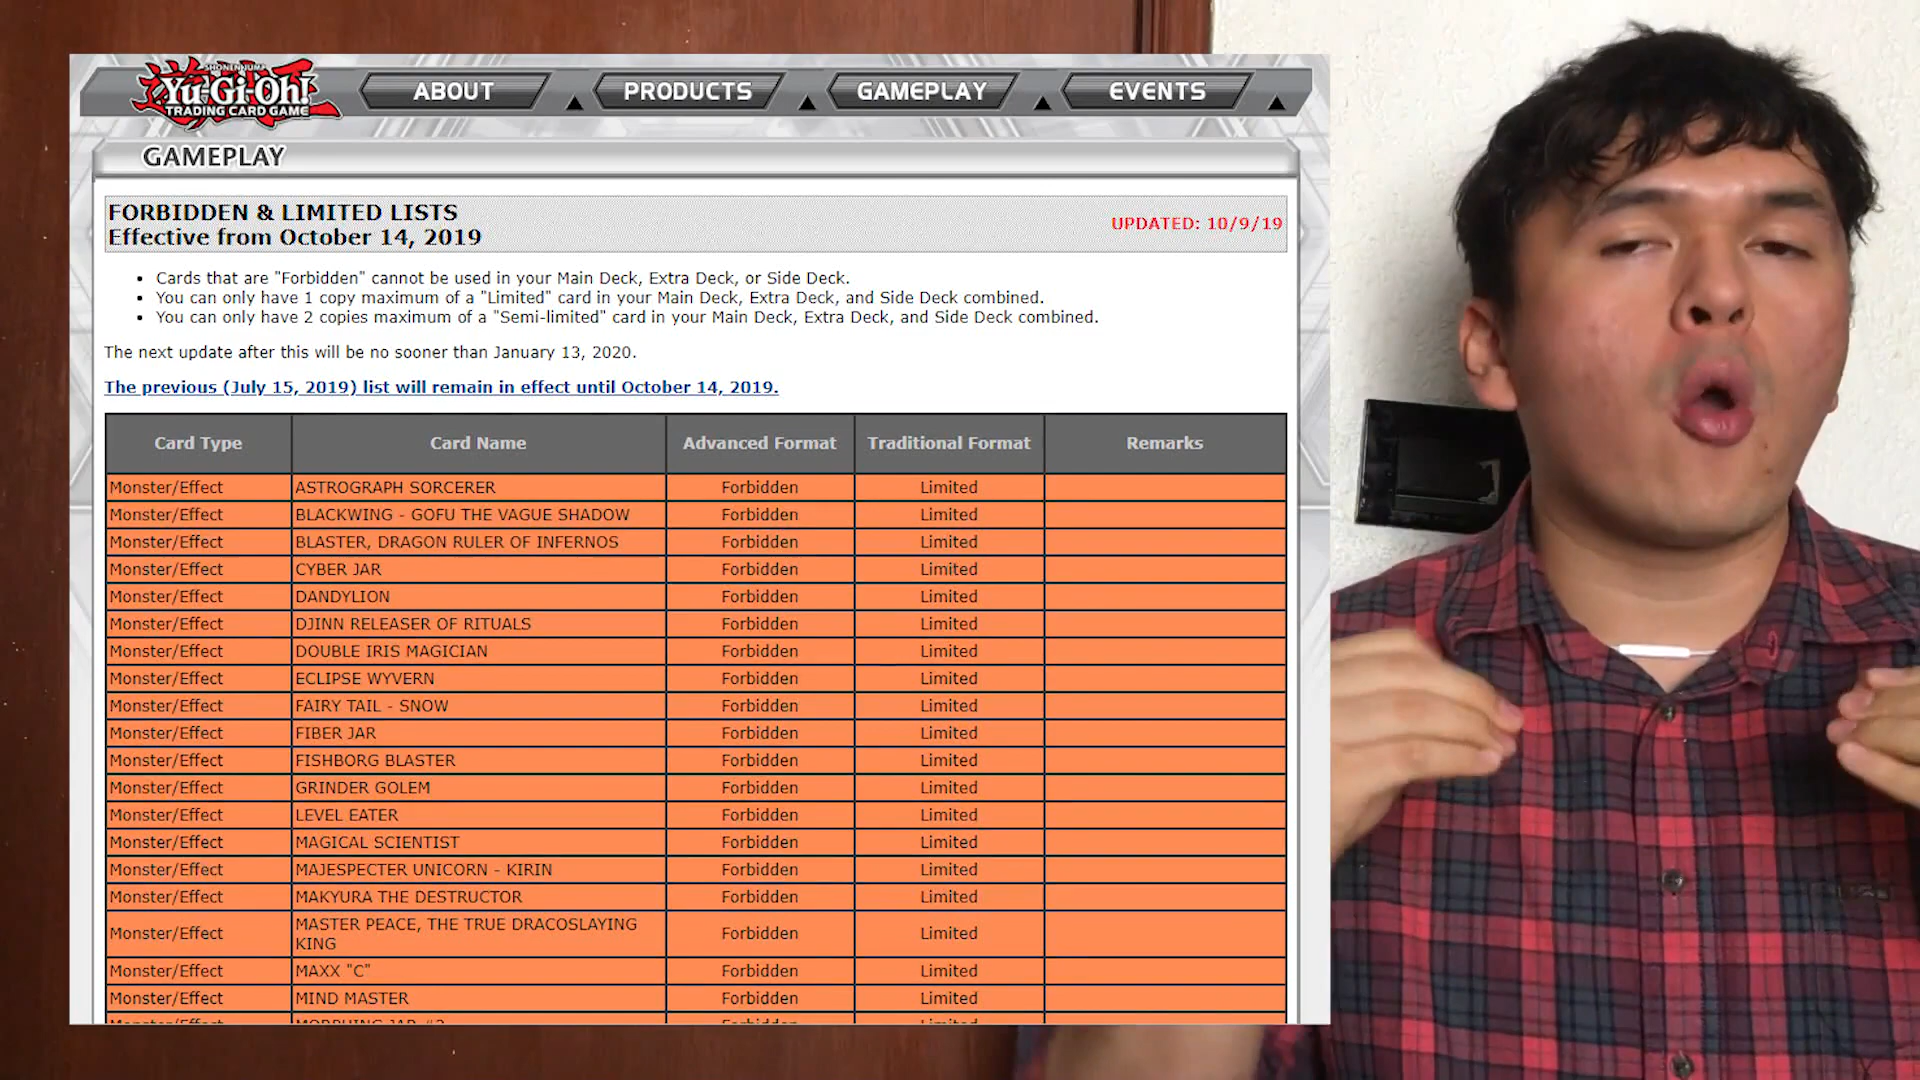 SHONEN JUMP
Yu-Gi-Oh!
TRADING CARD GAME
ABOUT
PRODUCTS
GAMEPLAY
EVENTS
GAMEPLAY
FORBIDDEN & LIMITED LISTS
Effective from October 14, 2019
UPDATED: 10/9/19
• Cards that are "Forbidden" cannot be used in your Main Deck, Extra Deck, or Side Deck.
• You can only have 1 copy maximum of a "Limited" card in your Main Deck, Extra Deck, and Side Deck combined.
• You can only have 2 copies maximum of a "Semi-limited" card in your Main Deck, Extra Deck, and Side Deck combined.
The next update after this will be no sooner than January 13, 2020.
The previous (July 15, 2019) list will remain in effect until October 14, 2019.
Card Type Card Name Advanced Format Traditional Format Remarks
Monster/Effect ASTROGRAPH SORCERER Forbidden Limited
Monster/Effect BLACKWING - GOFU THE VAGUE SHADOW Forbidden Limited
Monster/Effect BLASTER, DRAGON RULER OF INFERNOS Forbidden Limited
Monster/Effect CYBER JAR Forbidden Limited
Monster/Effect DANDYLION Forbidden Limited
Monster/Effect DJINN RELEASER OF RITUALS Forbidden Limited
Monster/Effect DOUBLE IRIS MAGICIAN Forbidden Limited
Monster/Effect ECLIPSE WYVERN Forbidden Limited
Monster/Effect FAIRY TAIL - SNOW Forbidden Limited
Monster/Effect FIBER JAR Forbidden Limited
Monster/Effect FISHBORG BLASTER Forbidden Limited
Monster/Effect GRINDER GOLEM Forbidden Limited
Monster/Effect LEVEL EATER Forbidden Limited
Monster/Effect MAGICAL SCIENTIST Forbidden Limited
Monster/Effect MAJESPECTER UNICORN - KIRIN Forbidden Limited
Monster/Effect MAKYURA THE DESTRUCTOR Forbidden Limited
Monster/Effect MASTER PEACE, THE TRUE DRACOSLAYING
KING Forbidden Limited
Monster/Effect MAXX "C" Forbidden Limited
Monster/Effect MIND MASTER Forbidden Limited
Monster/Effect MORPHING JAR #2 Forbidden Limited